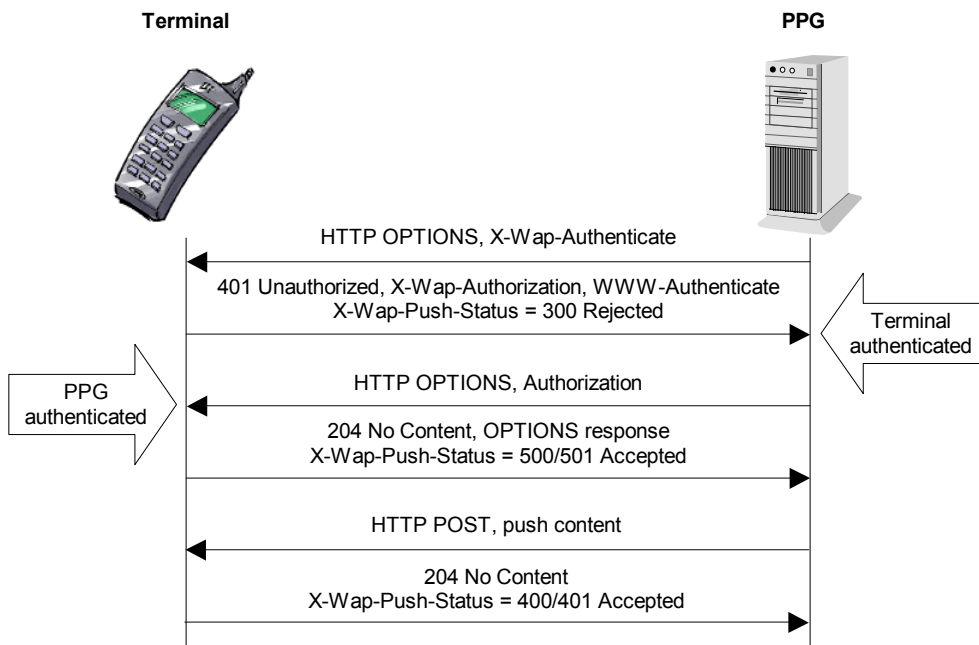 Terminal
PPG
HTTP OPTIONS, X-Wap-Authenticate
401 Unauthorized, X-Wap-Authorization, WWW-Authenticate
X-Wap-Push-Status = 300 Rejected
Terminal
authenticated
PPG
authenticated
HTTP OPTIONS, Authorization
204 No Content, OPTIONS response
X-Wap-Push-Status = 500/501 Accepted
HTTP POST, push content
204 No Content
X-Wap-Push-Status = 400/401 Accepted